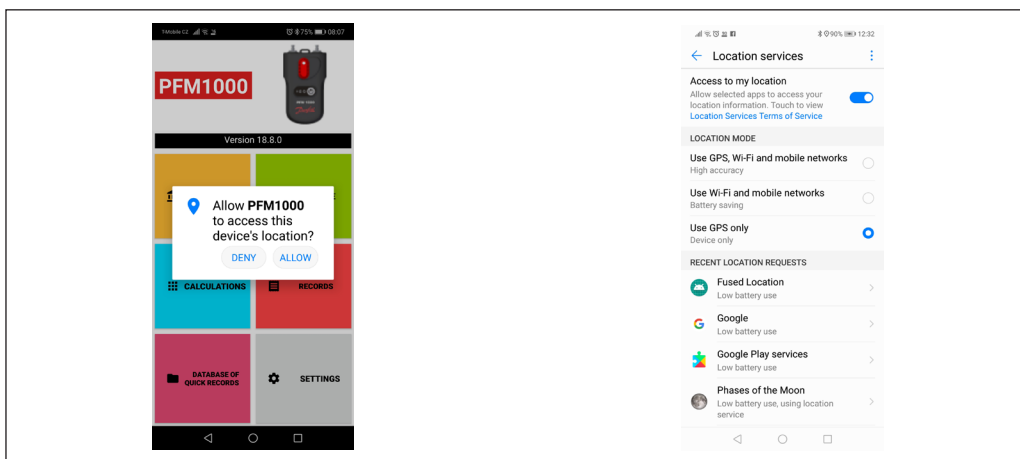 T-Mobile CZ 75% 08:07
PFM1000
Danfoss
Version 18.8.0
Allow PFM1000
to access this
device's location?
DENY ALLOW
CALCULATIONS
RECORDS
DATABASE OF
QUICK RECORDS
SETTINGS
90% 12:32
Location services
Access to my location
Allow selected apps to access your
location information. Touch to view
Location Services Terms of Service
LOCATION MODE
Use GPS, Wi-Fi and mobile networks
High accuracy
Use Wi-Fi and mobile networks
Battery saving
Use GPS only
Device only
RECENT LOCATION REQUESTS
Fused Location
Low battery use
Google
Low battery use
Google Play services
Low battery use
Phases of the Moon
Low battery use, using location
service